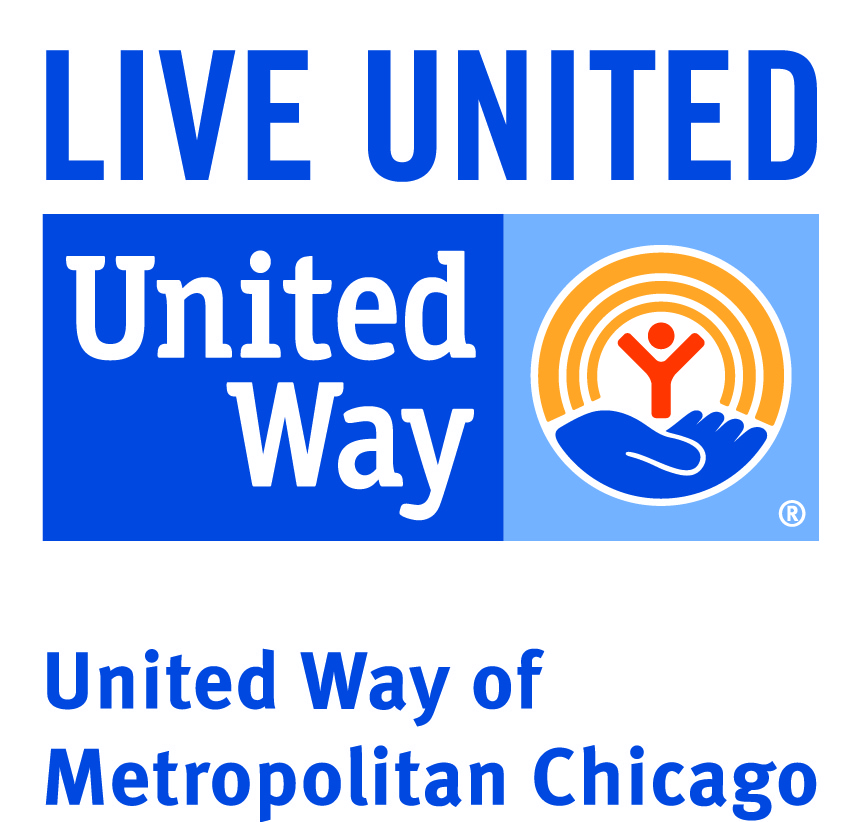 LIVE UNITED
United
Way
®
United Way of
Metropolitan Chicago